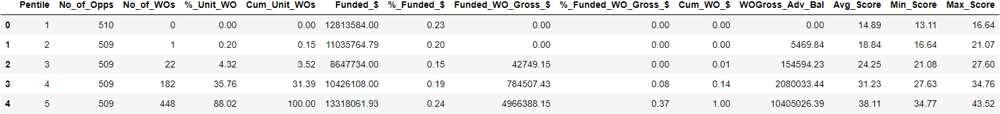 Pentile No_of_Opps No_of_WOs %_Unit_WO Cum_Unit_WOs Funded_$ %_Funded_$ Funded_WO_Gross_$ %_Funded_WO_Gross_$ Cum_WO_$ WOGross_Adv_Bal Avg_Score Min_Score Max_Score
0 1 510 0 0.00 0.00 12813584.00 0.23 0.00 0.00 0.00 0.00 14.89 13.11 16.64
1 2 509 1 0.20 0.15 11035764.79 0.20 0.00 0.00 0.00 5469.84 18.84 16.64 21.07
2 3 509 22 4.32 3.52 8647734.00 0.15 42749.15 0.00 0.01 154594.23 24.25 21.08 27.60
3 4 509 182 35.76 31.39 10426108.00 0.19 784507.43 0.08 0.14 2080033.44 31.23 27.63 34.76
4 5 509 448 88.02 100.00 13318061.93 0.24 4966388.15 0.37 1.00 10405026.39 38.11 34.77 43.52